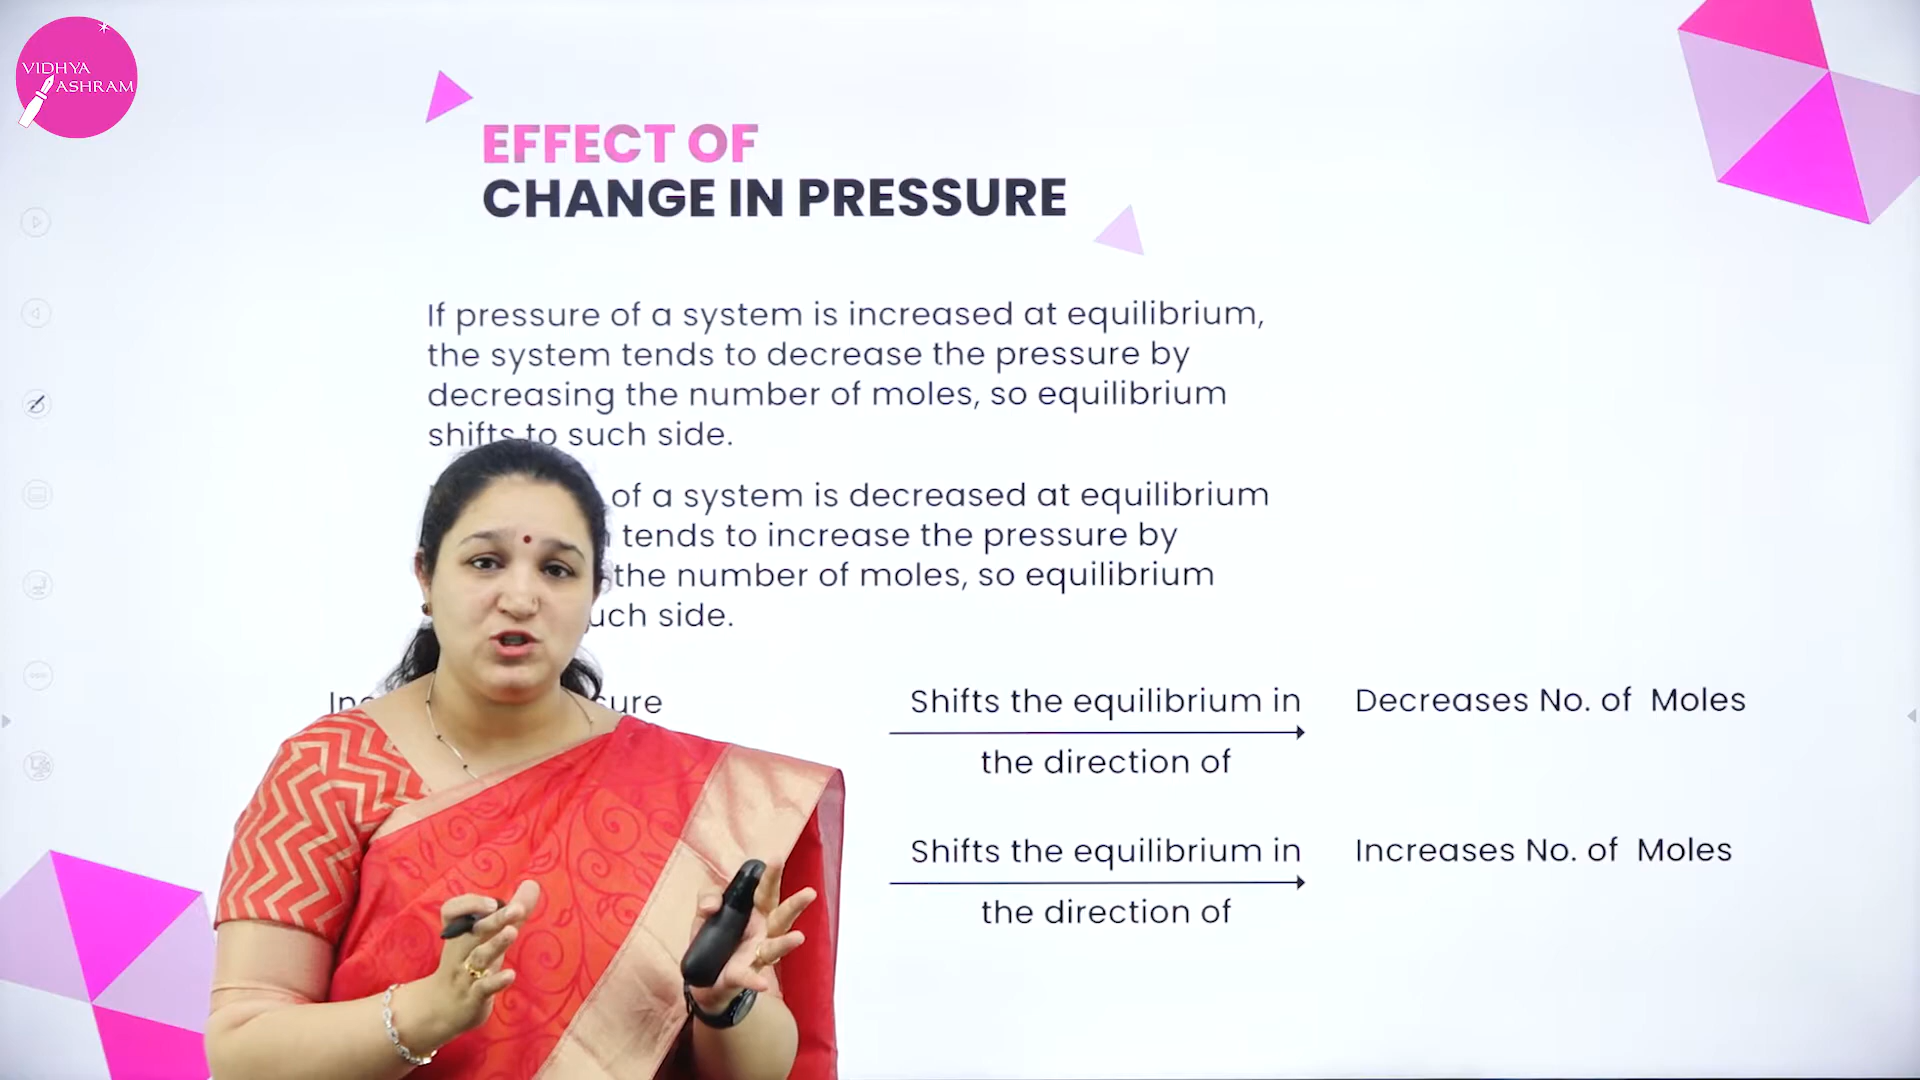 VIDHYA
ASHRAM
EFFECT OF
CHANGE IN PRESSURE
If pressure of a system is increased at equilibrium,
the system tends to decrease the pressure by
decreasing the number of moles, so equilibrium
shifts to such side.
of a system is decreased at equilibrium
tends to increase the pressure by
the number of moles, so equilibrium
such side.
Shifts the equilibrium in
the direction of
Decreases No. of Moles
Shifts the equilibrium in
the direction of
Increases No. of Moles